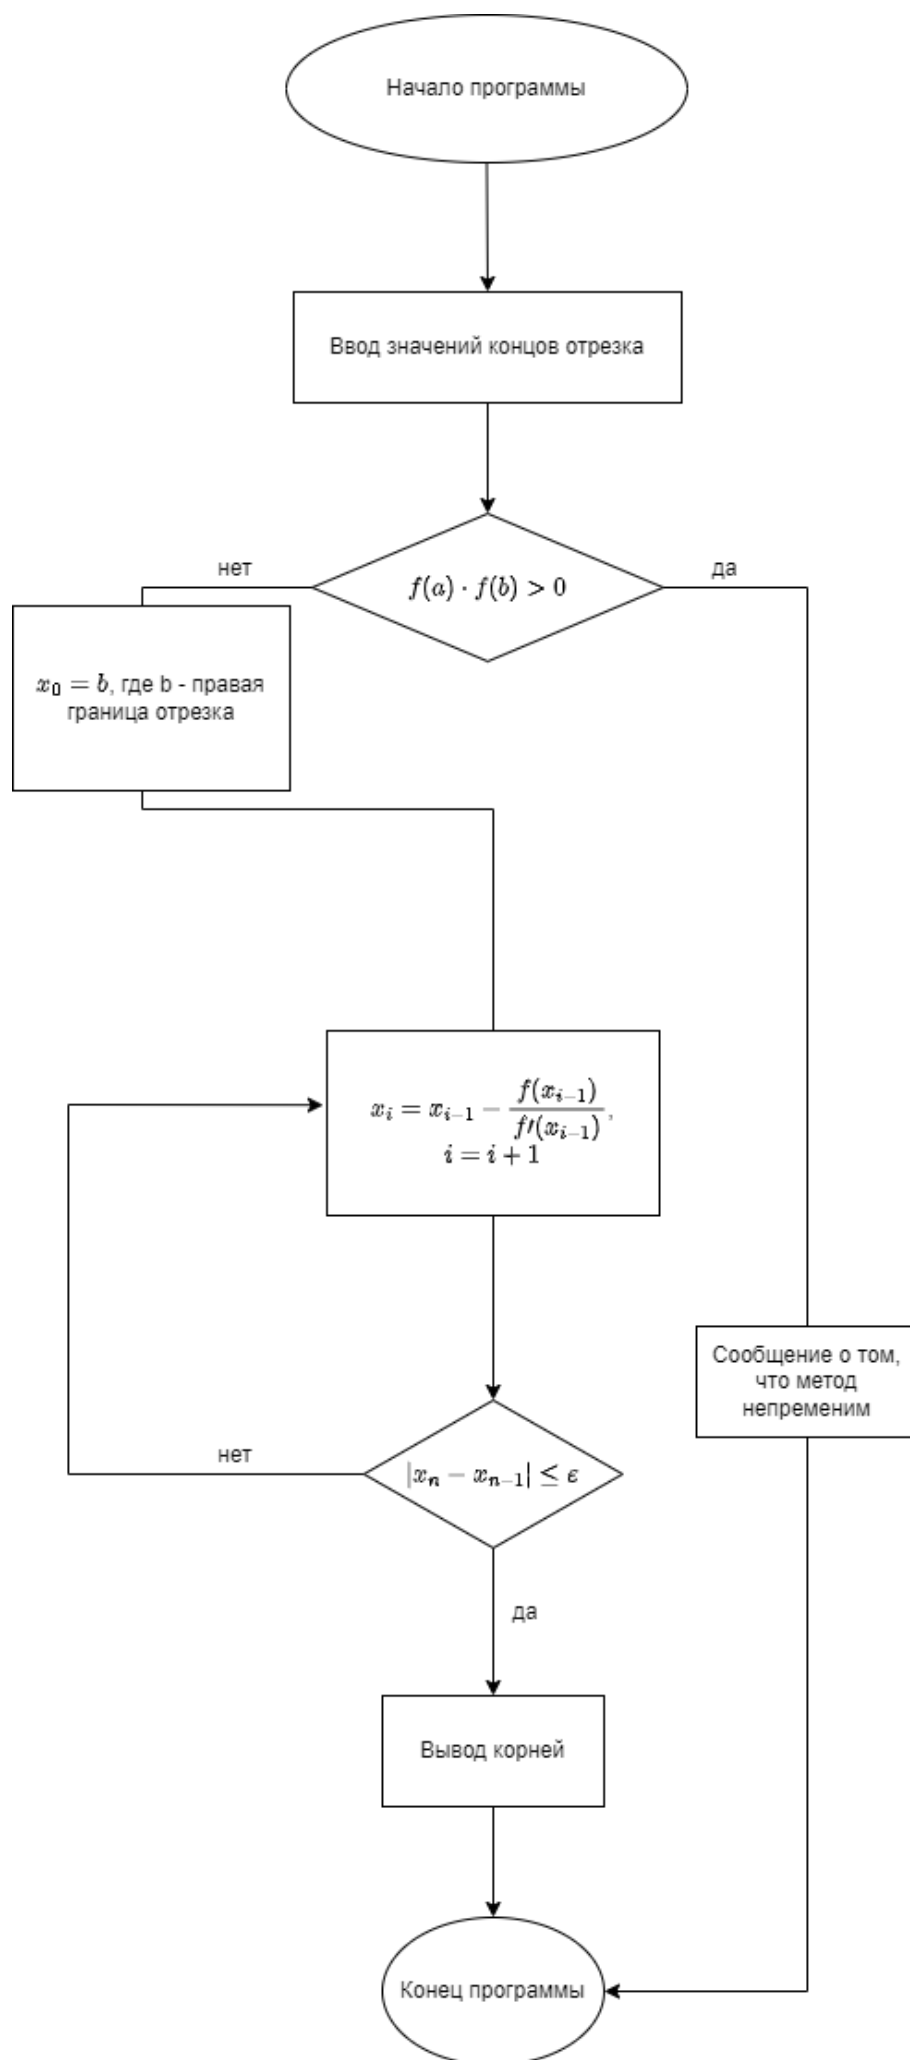 Начало программы
Ввод значений концов отрезка
нет
f(a) · f(b) > 0
да
x₀ = b, где b - правая
граница отрезка
xᵢ = xᵢ₋₁ − f(xᵢ₋₁) / f′(xᵢ₋₁),
i = i + 1
Сообщение о том,
что метод
непременим
нет
|xₙ − xₙ₋₁| ≤ ϵ
да
Вывод корней
Конец программы